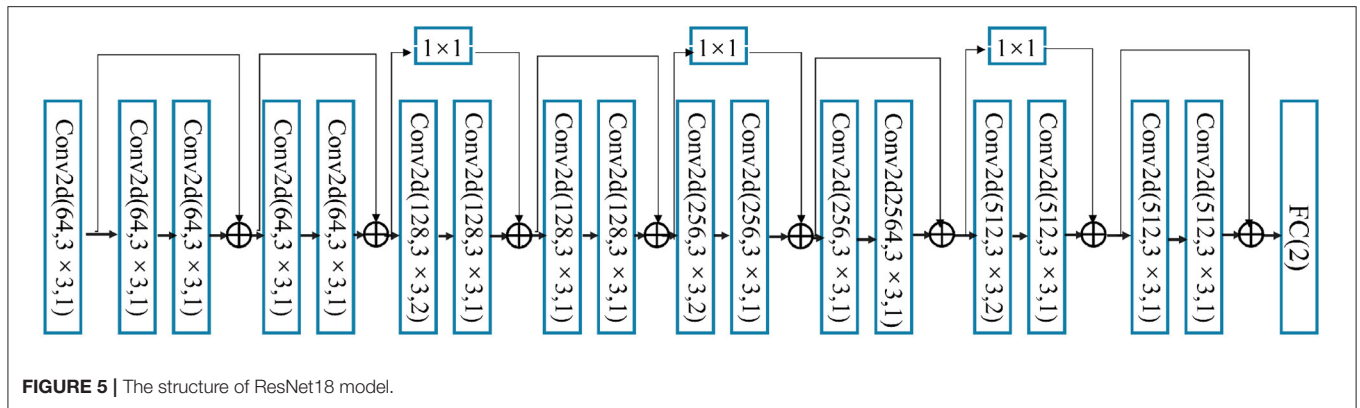 1×1
1×1
1×1
Conv2d(64,3×3,1)
Conv2d(64,3×3,1)
Conv2d(64,3×3,1)
Conv2d(64,3×3,1)
Conv2d(64,3×3,1)
Conv2d(128,3×3,2)
Conv2d(128,3×3,1)
Conv2d(128,3×3,1)
Conv2d(128,3×3,1)
Conv2d(256,3×3,2)
Conv2d(256,3×3,1)
Conv2d(256,3×3,1)
Conv2d2564,3×3,1)
Conv2d(512,3×3,2)
Conv2d(512,3×3,1)
Conv2d(512,3×3,1)
Conv2d(512,3×3,1)
FC(2)
FIGURE 5 | The structure of ResNet18 model.